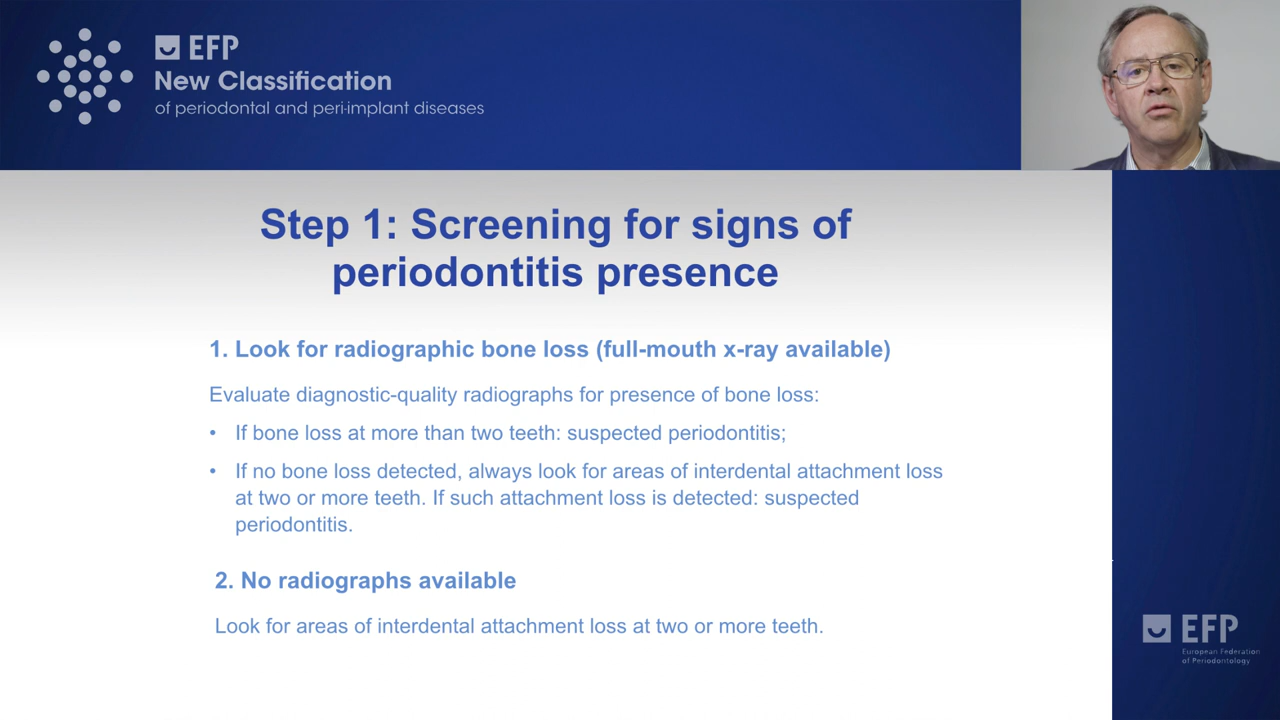 EFP
New Classification
of periodontal and peri-implant diseases
Step 1: Screening for signs of
periodontitis presence
1. Look for radiographic bone loss (full-mouth x-ray available)
Evaluate diagnostic-quality radiographs for presence of bone loss:
• If bone loss at more than two teeth: suspected periodontitis;
• If no bone loss detected, always look for areas of interdental attachment loss
at two or more teeth. If such attachment loss is detected: suspected
periodontitis.
2. No radiographs available
Look for areas of interdental attachment loss at two or more teeth.
EFP
European Federation
of Periodontology